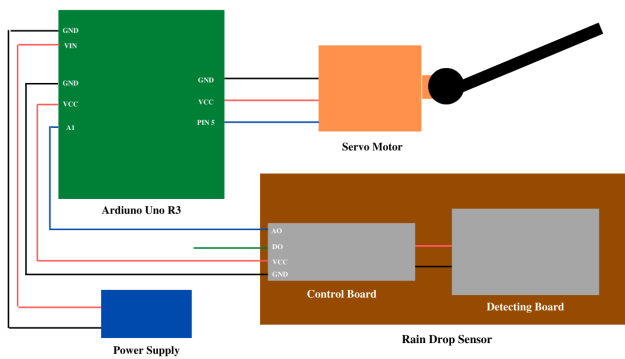 GND
VIN
GND
VCC
A1
GND
VCC
PIN 5
Ardiuno Uno R3
Servo Motor
AO
DO
VCC
GND
Control Board
Detecting Board
Rain Drop Sensor
Power Supply